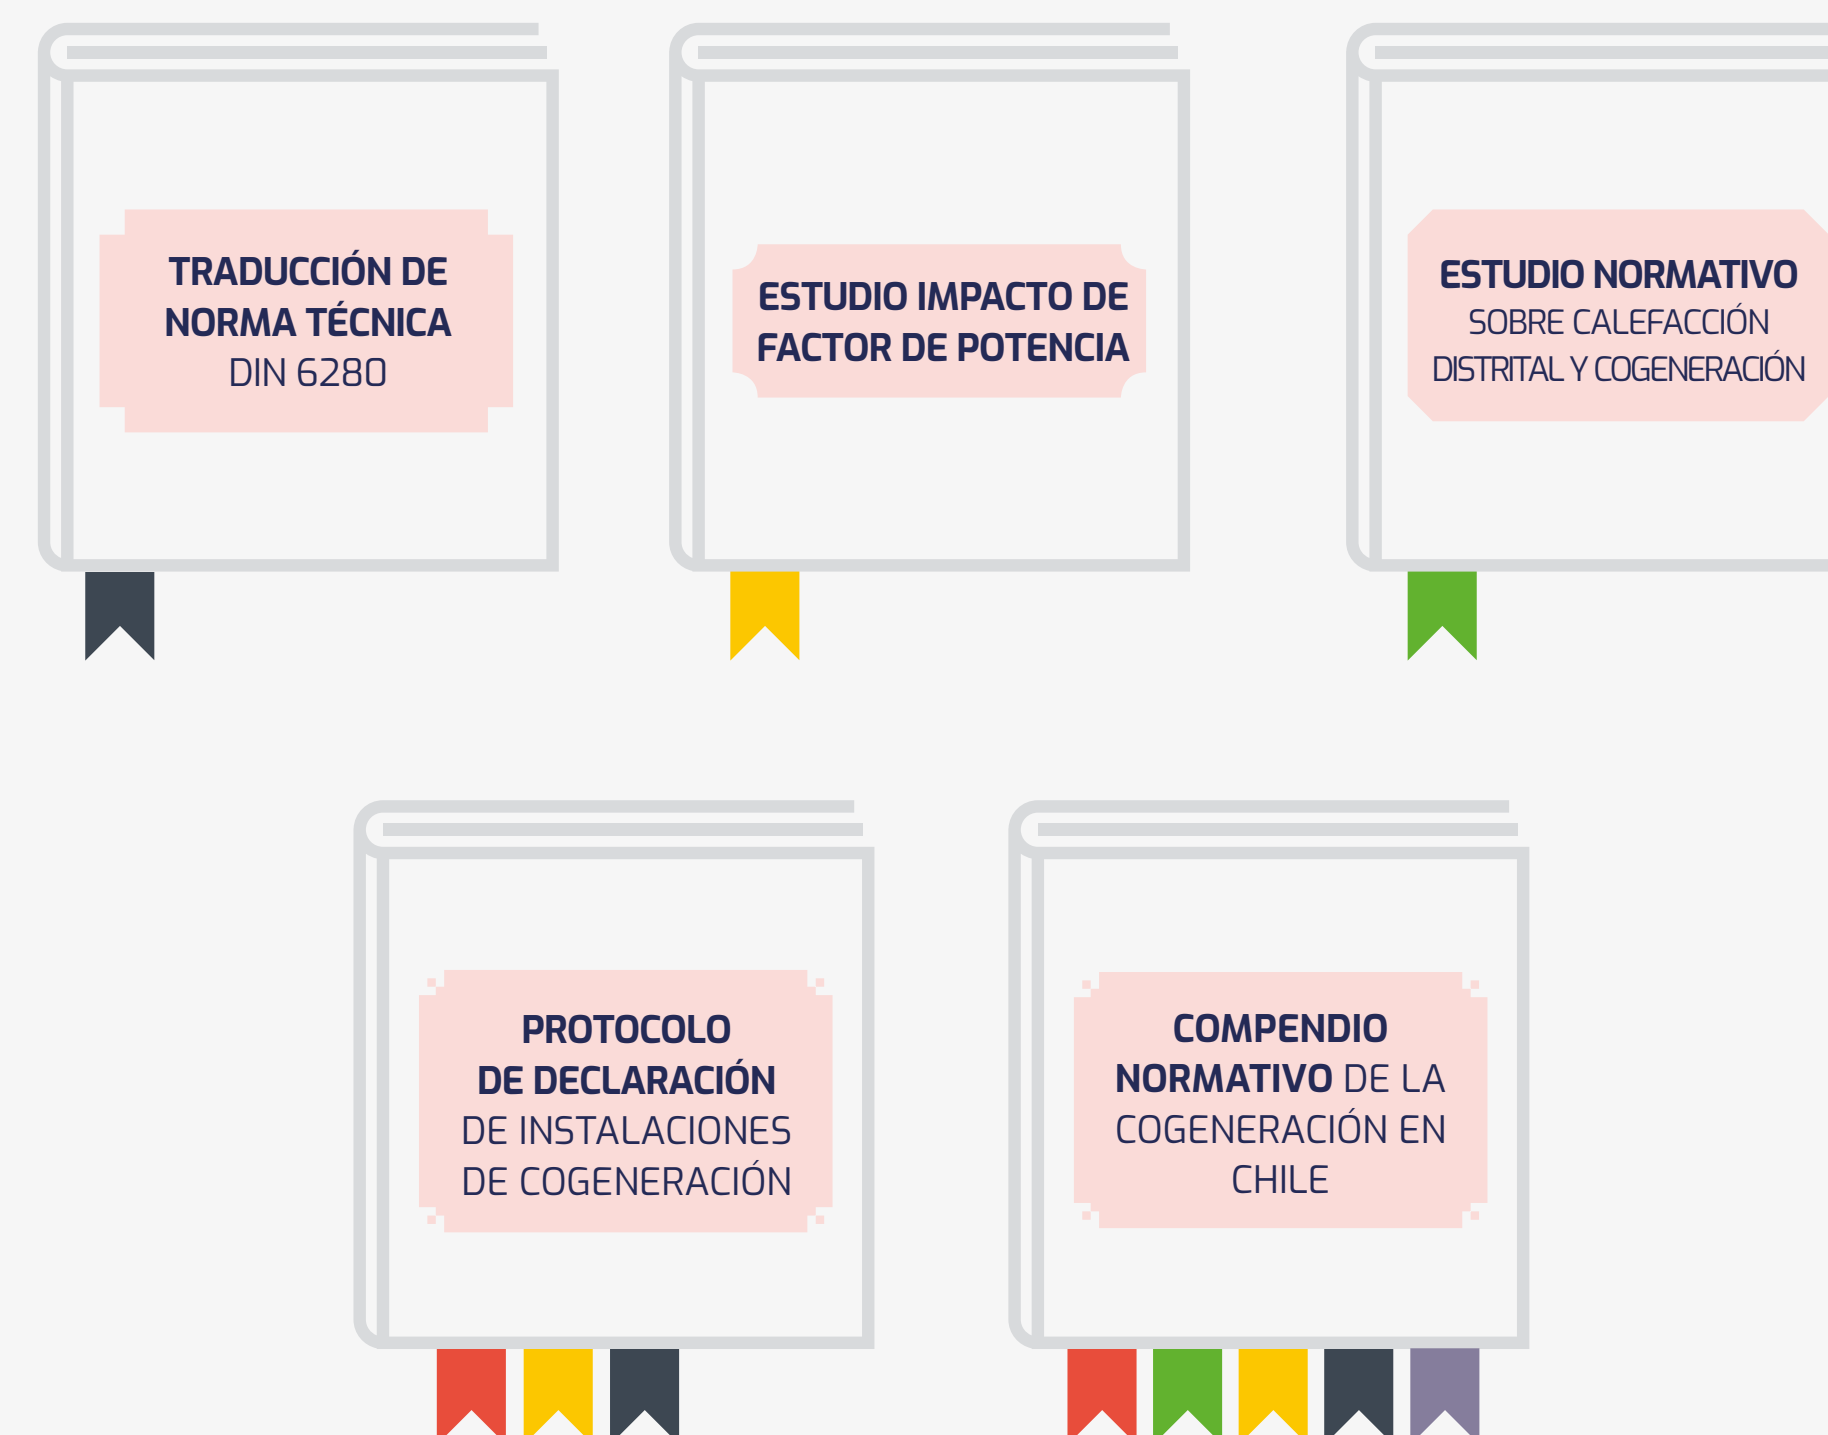 TRADUCCIÓN DE
NORMA TÉCNICA
DIN 6280
ESTUDIO IMPACTO DE
FACTOR DE POTENCIA
ESTUDIO NORMATIVO
SOBRE CALEFACCIÓN
DISTRITAL Y COGENERACIÓN
PROTOCOLO
DE DECLARACIÓN
DE INSTALACIONES
DE COGENERACIÓN
COMPENDIO
NORMATIVO DE LA
COGENERACIÓN EN
CHILE